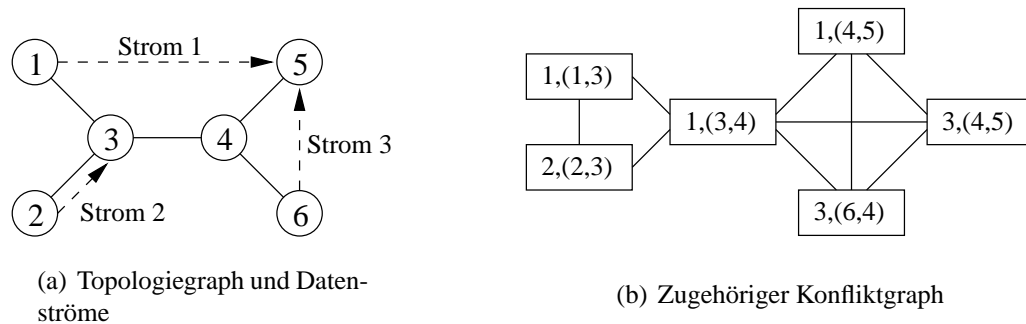 1
Strom 1
5
3
4
Strom 3
2
Strom 2
6
(a) Topologiegraph und Daten-
ströme
1,(4,5)
1,(1,3)
1,(3,4)
3,(4,5)
2,(2,3)
3,(6,4)
(b) Zugehöriger Konfliktgraph